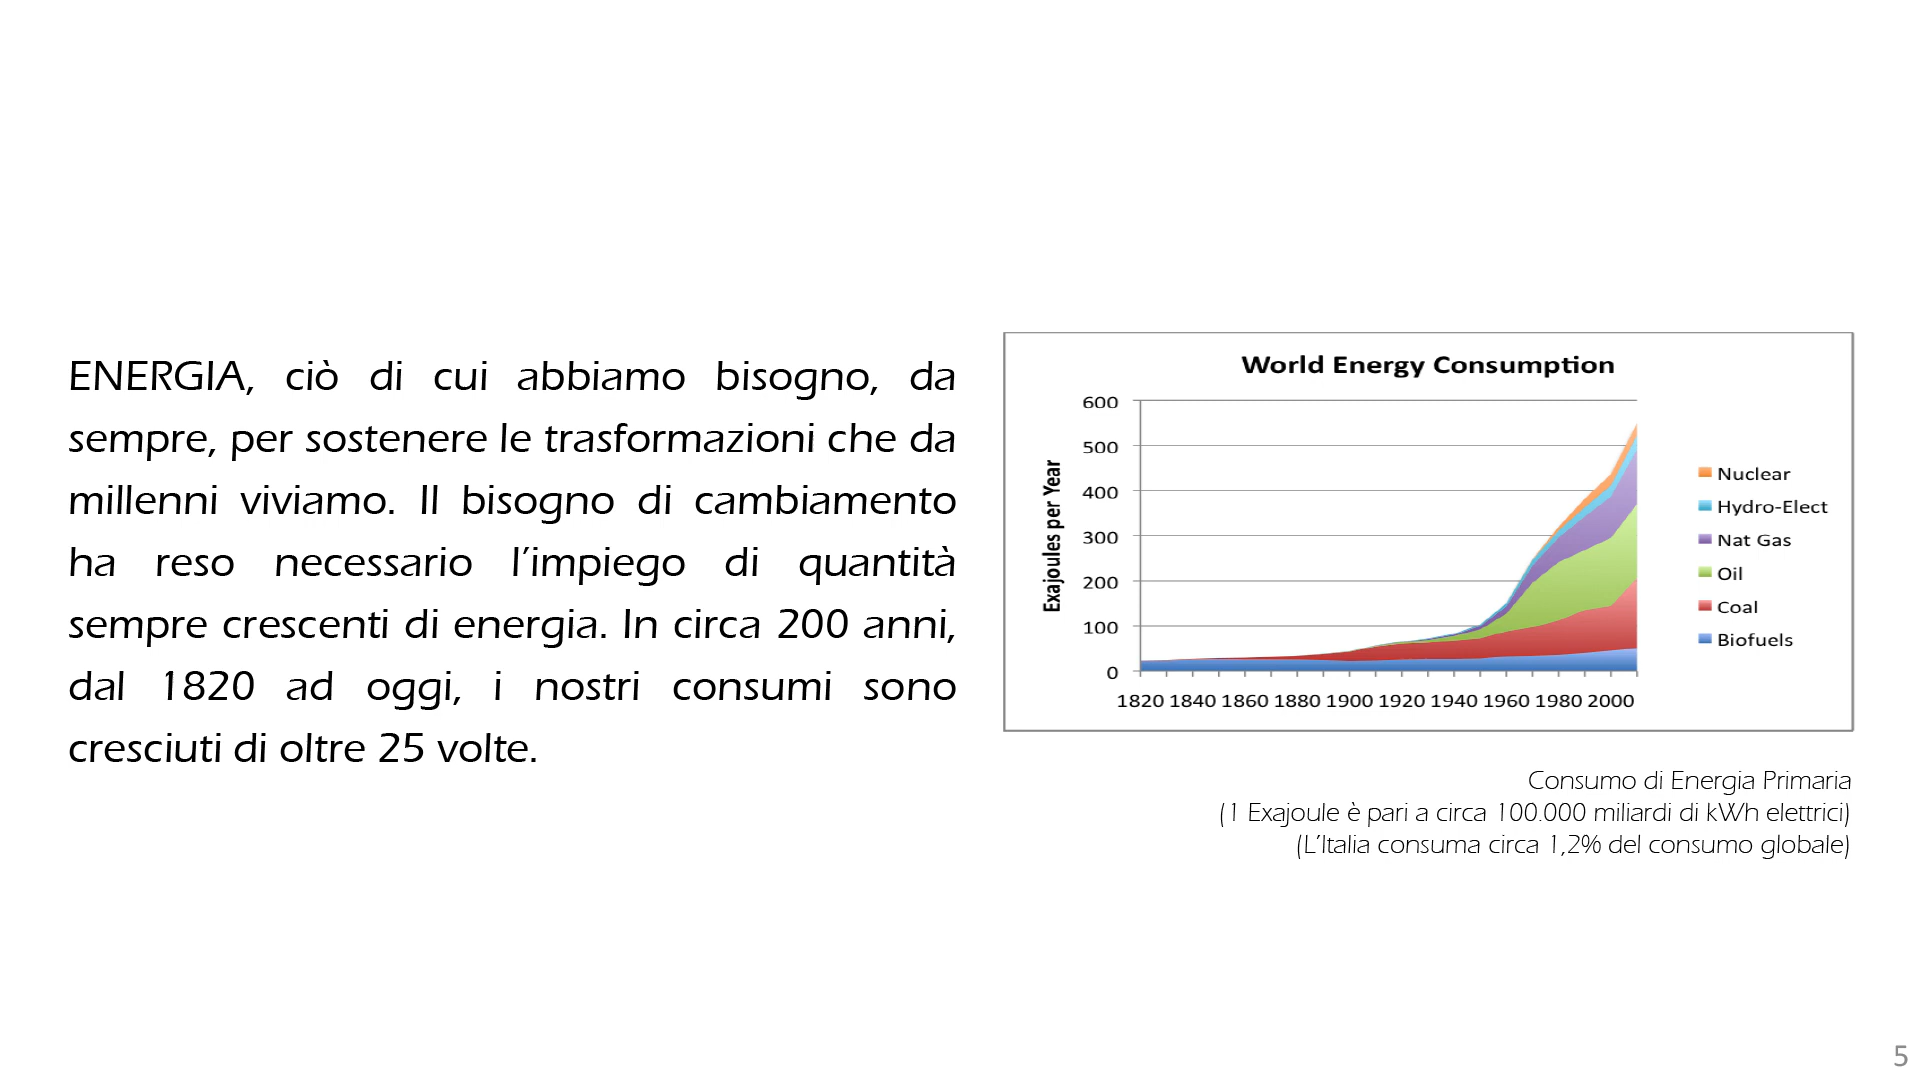 ENERGIA, ciò di cui abbiamo bisogno, da
sempre, per sostenere le trasformazioni che da
millenni viviamo. Il bisogno di cambiamento
ha reso necessario l’impiego di quantità
sempre crescenti di energia. In circa 200 anni,
dal 1820 ad oggi, i nostri consumi sono
cresciuti di oltre 25 volte.
World Energy Consumption
Exajoules per Year
600
500
400
300
200
100
0
1820 1840 1860 1880 1900 1920 1940 1960 1980 2000
Nuclear
Hydro-Elect
Nat Gas
Oil
Coal
Biofuels
Consumo di Energia Primaria
(1 Exajoule è pari a circa 100.000 miliardi di kWh elettrici)
(L’Italia consuma circa 1,2% del consumo globale)
5